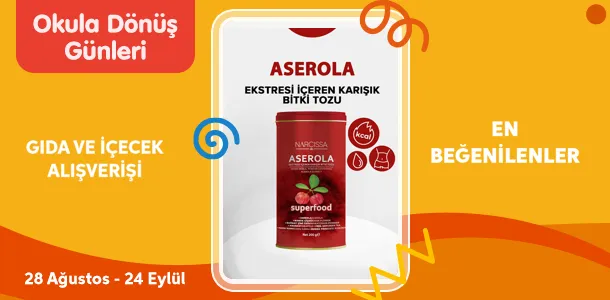 Okula Dönüş
Günleri
GIDA VE İÇECEK
ALIŞVERİŞİ
28 Ağustos - 24 Eylül
ASEROLA
EKSTRESİ İÇEREN KARIŞIK
BİTKİ TOZU
kcal
NARCISSA
ASEROLA
superfood
EN
BEĞENİLENLER